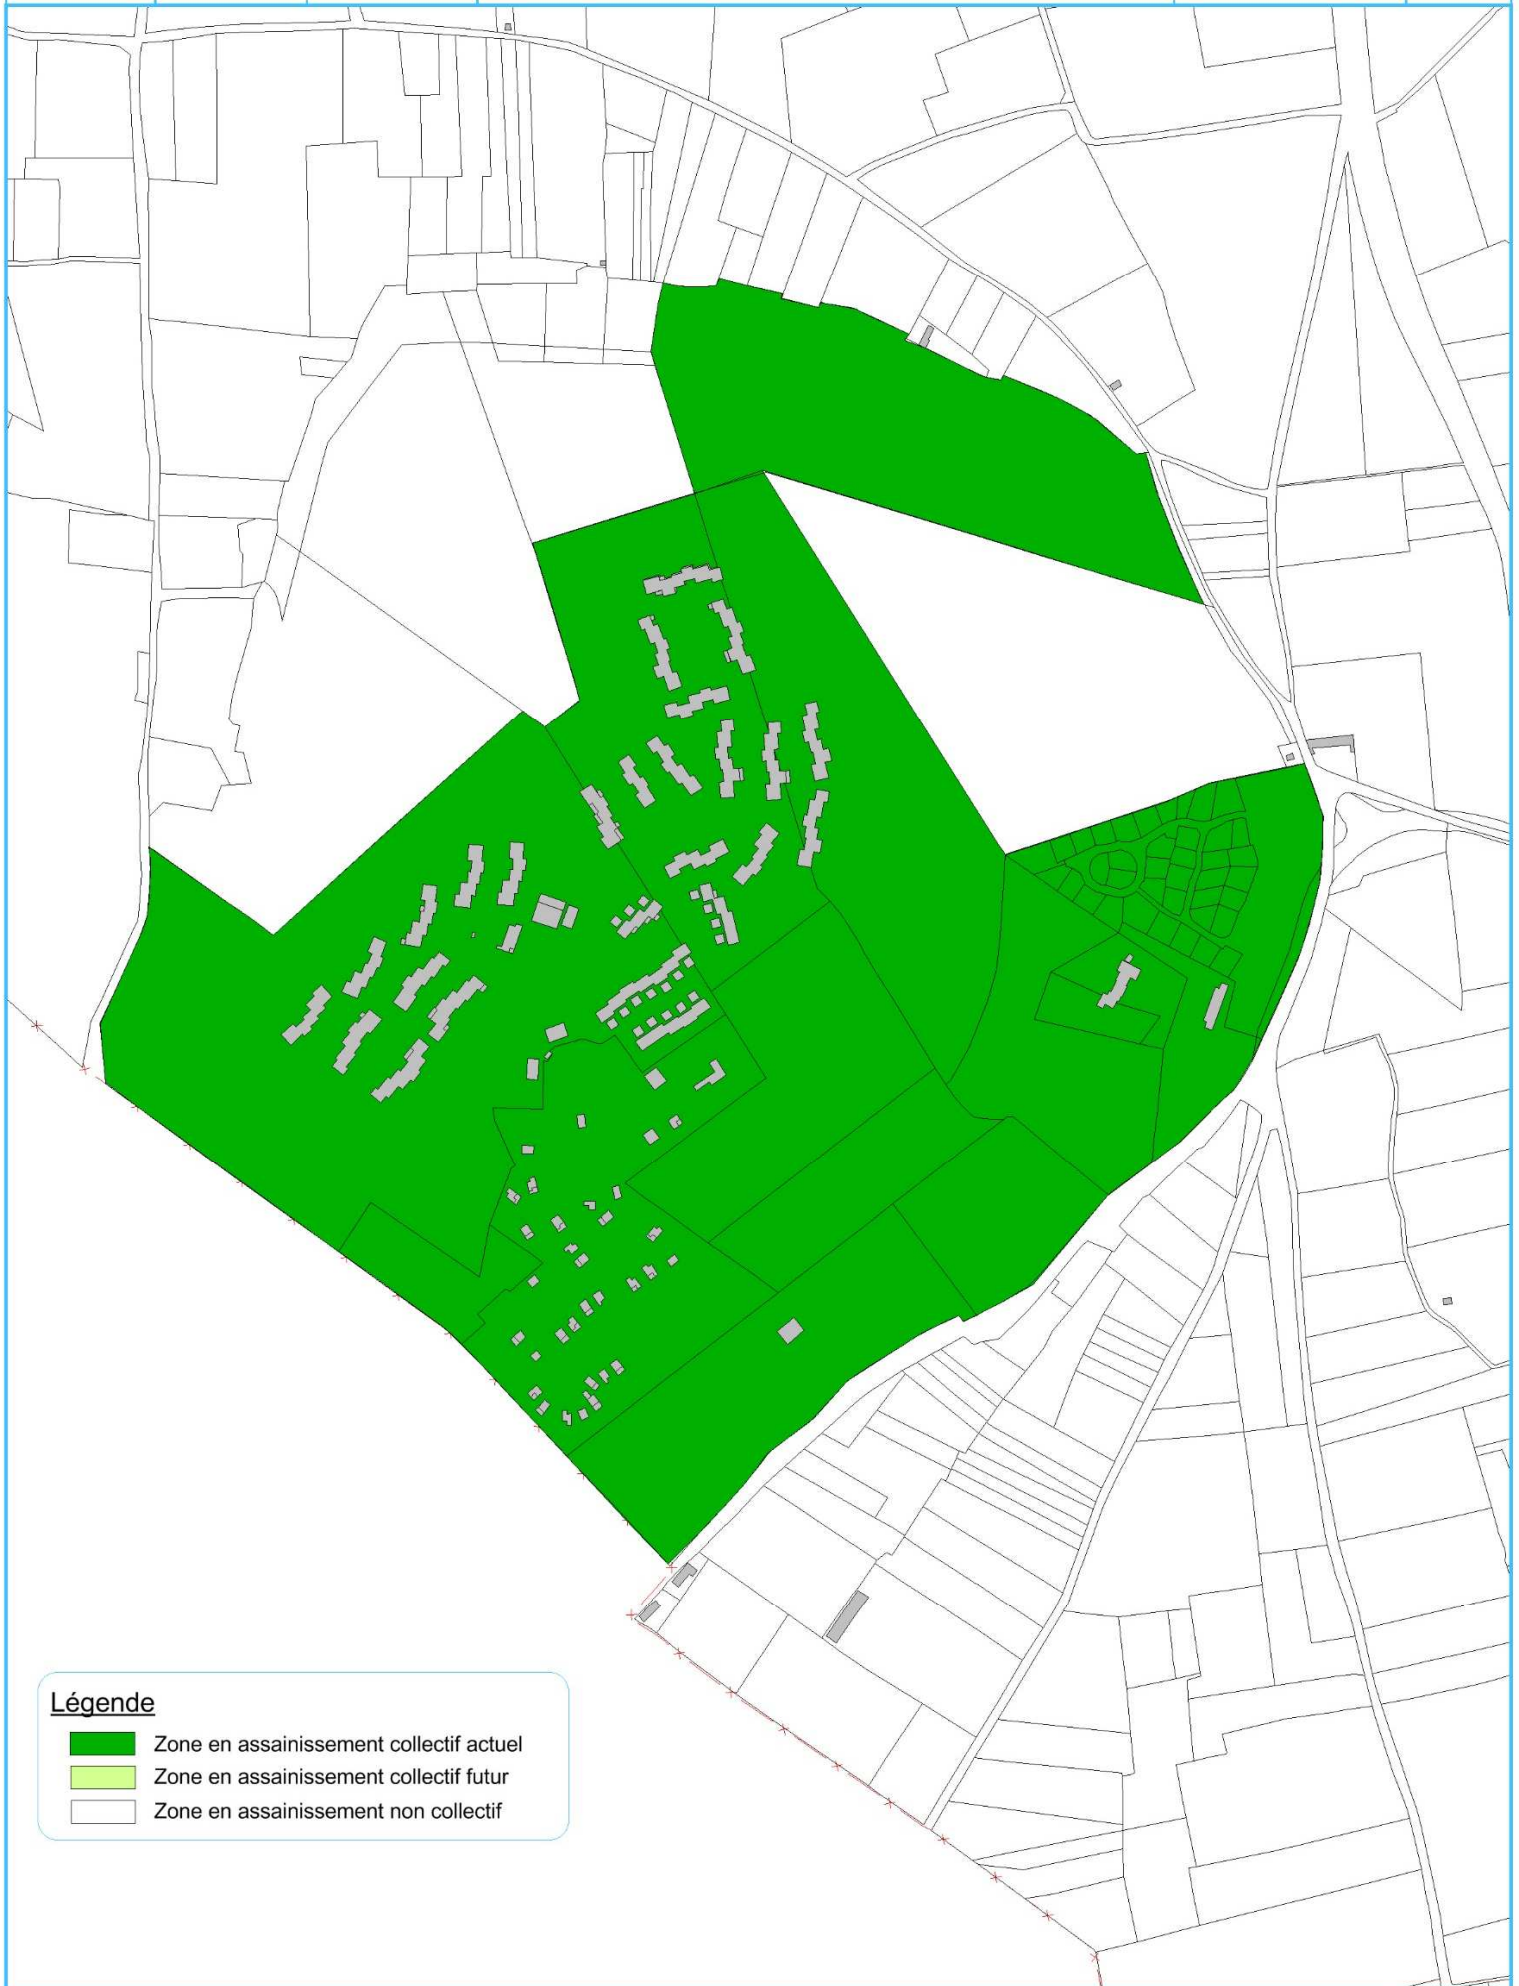 Légende
Zone en assainissement collectif actuel
Zone en assainissement collectif futur
Zone en assainissement non collectif